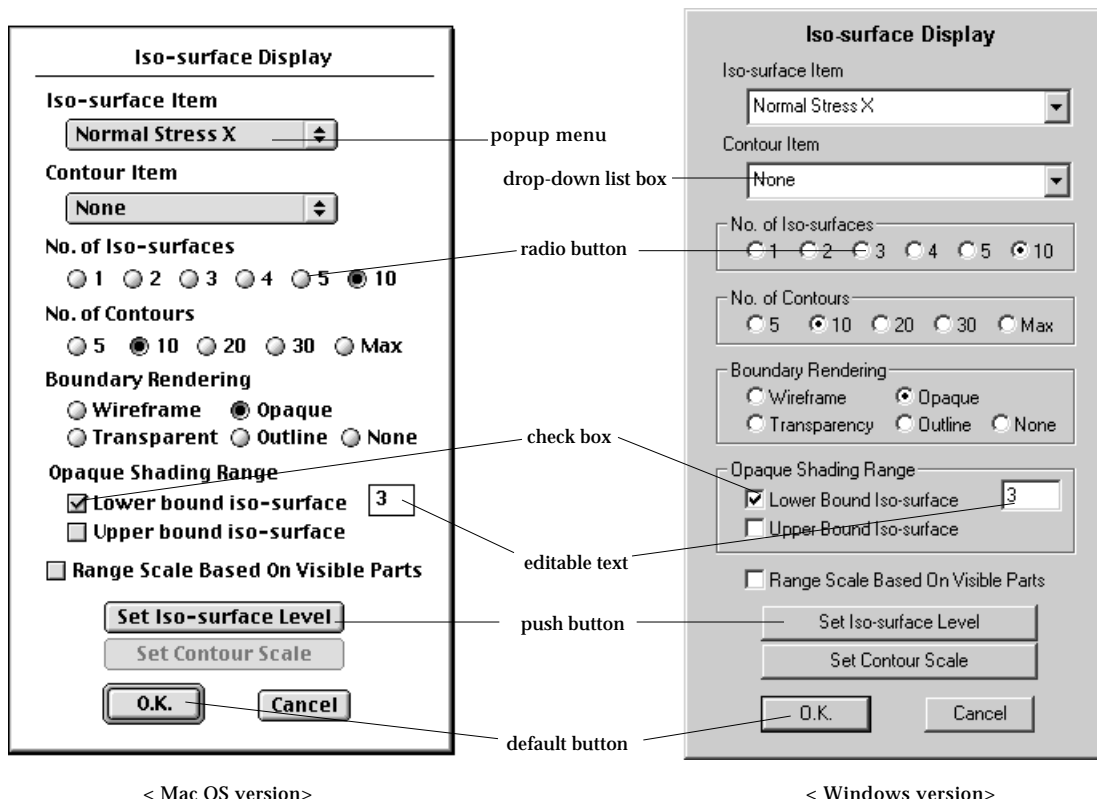 Iso-surface Display
Iso-surface Item
Normal Stress X
Contour Item
None
No. of Iso-surfaces
1 2 3 4 5 10
No. of Contours
5 10 20 30 Max
Boundary Rendering
Wireframe Opaque
Transparent Outline None
Opaque Shading Range
Lower bound iso-surface 3
Upper bound iso-surface
Range Scale Based On Visible Parts
Set Iso-surface Level
Set Contour Scale
O.K. Cancel
< Mac OS version>
popup menu
drop-down list box
radio button
check box
editable text
push button
default button
Iso-surface Display
Iso-surface Item
Normal Stress X
Contour Item
None
No. of Iso-surfaces
1 2 3 4 5 10
No. of Contours
5 10 20 30 Max
Boundary Rendering
Wireframe Opaque
Transparency Outline None
Opaque Shading Range
Lower Bound Iso-surface 3
Upper Bound Iso-surface
Range Scale Based On Visible Parts
Set Iso-surface Level
Set Contour Scale
O.K. Cancel
< Windows version>